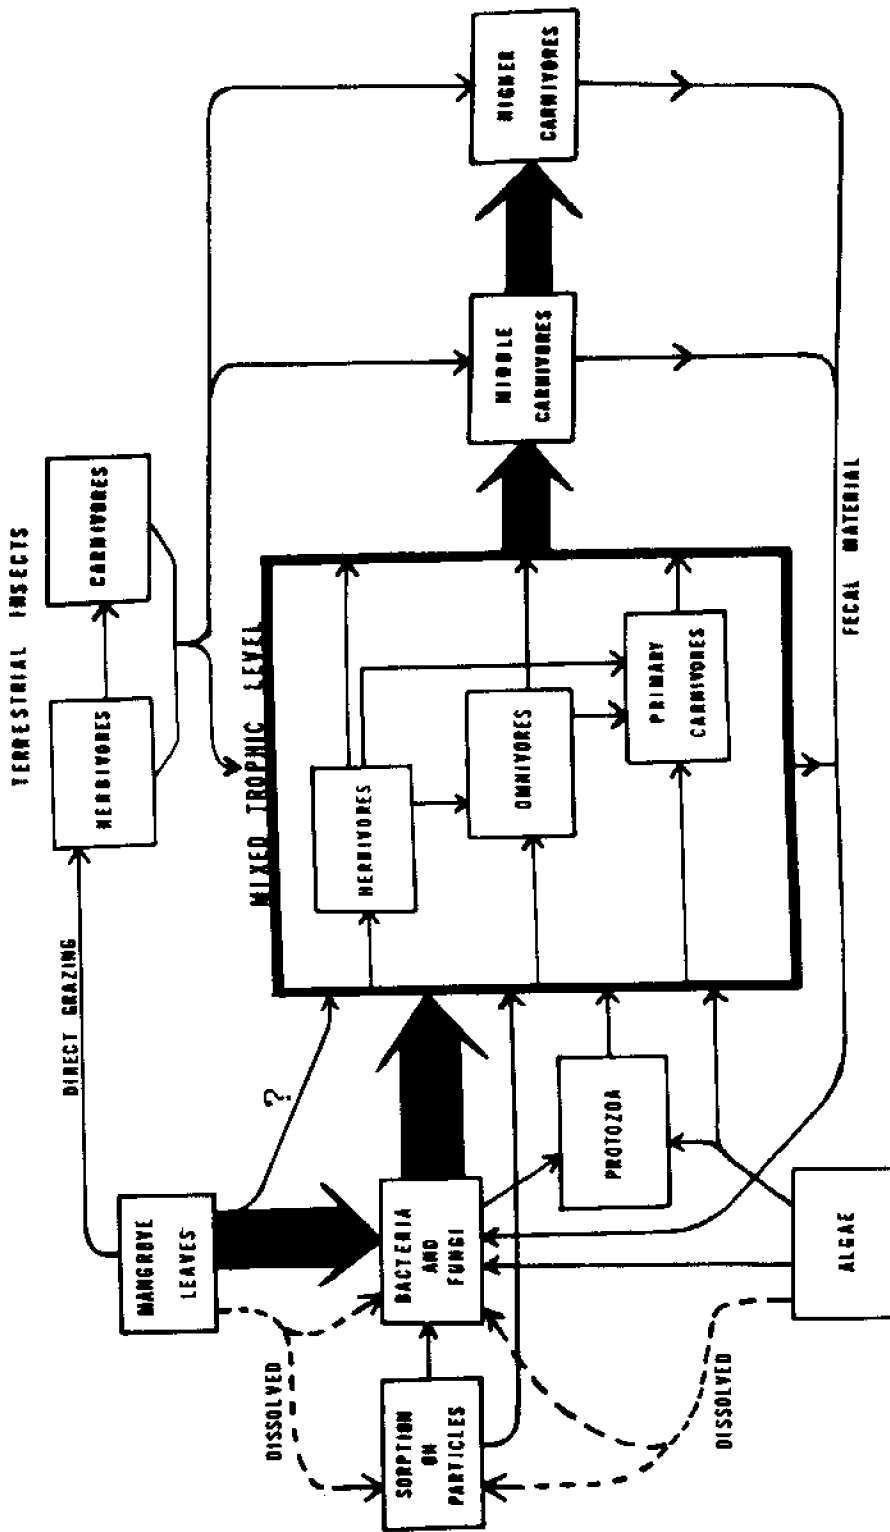 TERRESTRIAL INSECTS
DIRECT GRAZING
HERBIVORES
CARNIVORES
MANGROVE
LEAVES
?
MIXED TROPHIC LEVEL
DISSOLVED
SORPTION
ON
PARTICLES
BACTERIA
AND
FUNGI
HERBIVORES
OMNIVORES
PRIMARY
CARNIVORES
MIDDLE
CARNIVORES
HIGHER
CARNIVORES
PROTOZOA
DISSOLVED
ALGAE
FECAL MATERIAL